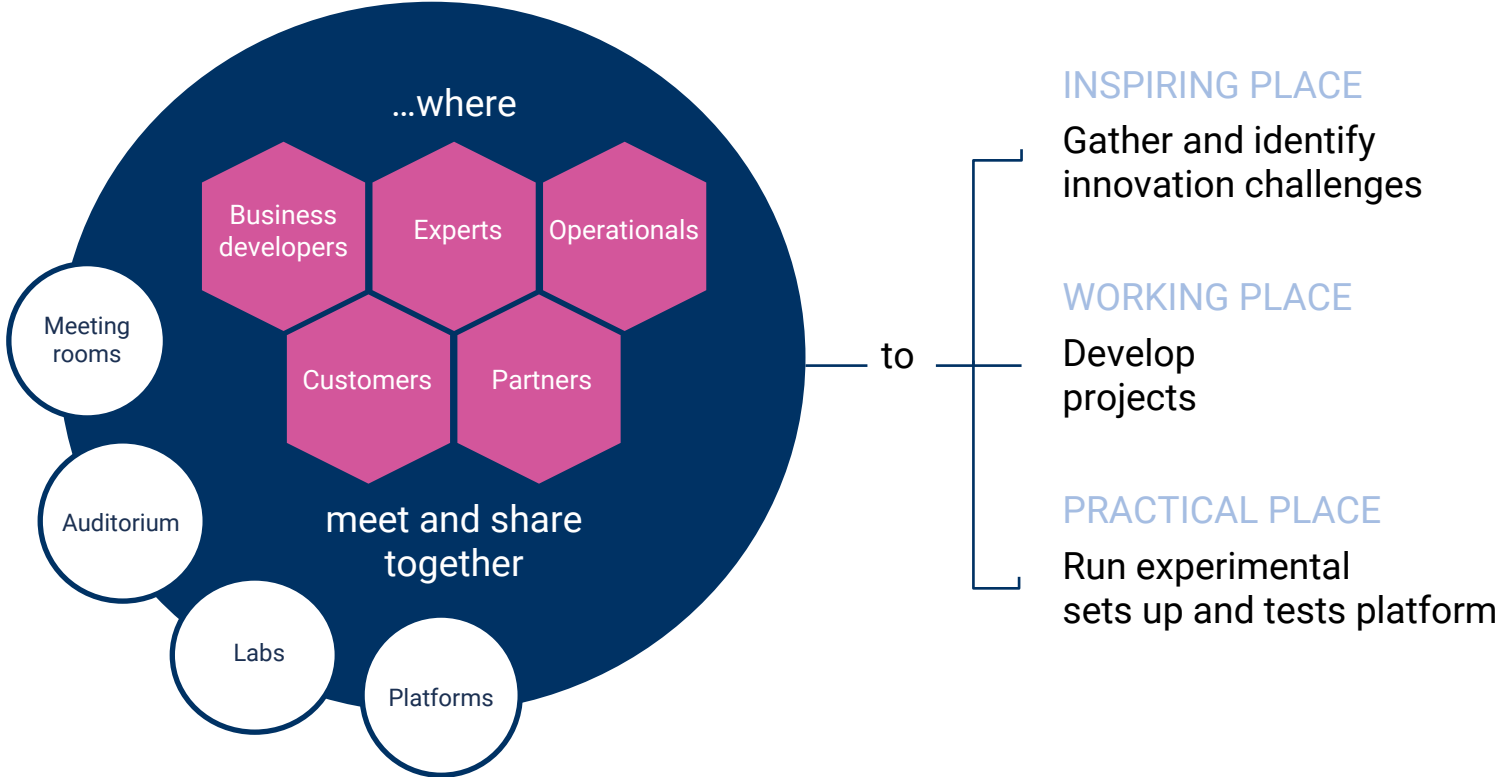 …where
Business
developers
Experts
Operationals
Customers
Partners
meet and share
together
Meeting
rooms
Auditorium
Labs
Platforms
to
INSPIRING PLACE
Gather and identify
innovation challenges
WORKING PLACE
Develop
projects
PRACTICAL PLACE
Run experimental
sets up and tests platform